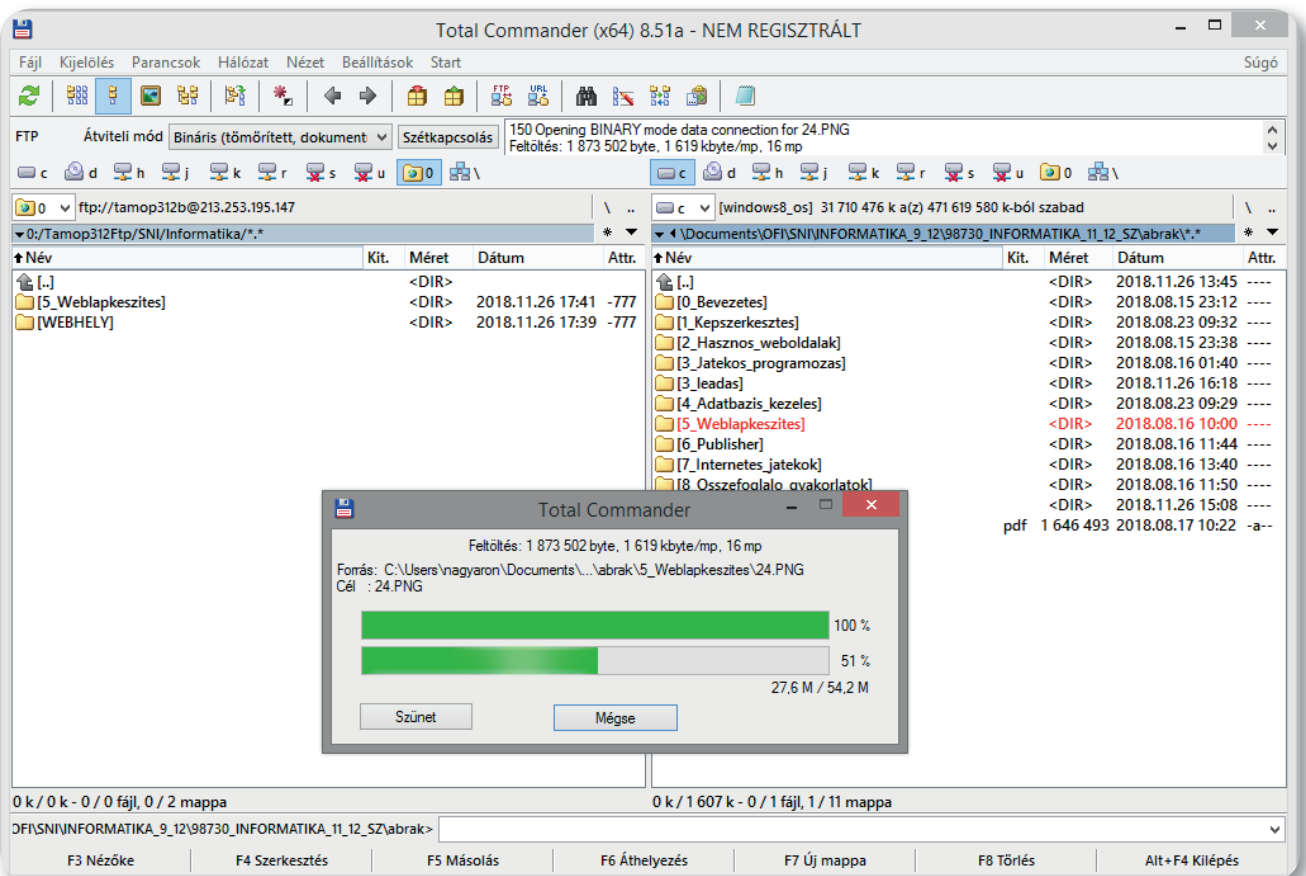 Total Commander (x64) 8.51a - NEM REGISZTRÁLT
Fájl Kijelölés Parancsok Hálózat Nézet Beállítások Start Súgó
FTP URL
FTP Átviteli mód Bináris (tömörített, dokument Szétkapcsolás
150 Opening BINARY mode data connection for 24.PNG
Feltöltés: 1 873 502 byte, 1 619 kbyte/mp, 16 mp
c d h j k r s u 0 \ c d h j k r s u 0 \
0 ftp://tamop312b@213.253.195.147 \ .. c [windows8_os] 31 710 476 k a(z) 471 619 580 k-ból szabad \ ..
0:/Tamop312Ftp/SNI/Informatika/*.* * \Documents\OFI\SNI\INFORMATIKA_9_12\98730_INFORMATIKA_11_12_SZ\abrak\*.* *
Név Kit. Méret Dátum Attr.
[..] <DIR>
[5_Weblapkeszites] <DIR> 2018.11.26 17:41 -777
[WEBHELY] <DIR> 2018.11.26 17:39 -777
Név Kit. Méret Dátum Attr.
[..] <DIR> 2018.11.26 13:45 ----
[0_Bevezetes] <DIR> 2018.08.15 23:12 ----
[1_Kepszerkesztes] <DIR> 2018.08.23 09:32 ----
[2_Hasznos_weboldalak] <DIR> 2018.08.15 23:38 ----
[3_Jatekos_programozas] <DIR> 2018.08.16 01:40 ----
[3_leadas] <DIR> 2018.11.26 16:18 ----
[4_Adatbazis_kezeles] <DIR> 2018.08.23 09:29 ----
[5_Weblapkeszites] <DIR> 2018.08.16 10:00 ----
[6_Publisher] <DIR> 2018.08.16 11:44 ----
[7_Internetes_jatekok] <DIR> 2018.08.16 13:40 ----
[8_Osszefoglalo_gyakorlatok] <DIR> 2018.08.16 11:50 ----
<DIR> 2018.11.26 15:08 ----
pdf 1 646 493 2018.08.17 10:22 -a--
Total Commander
Feltöltés: 1 873 502 byte, 1 619 kbyte/mp, 16 mp
Forrás: C:\Users\nagyaron\Documents\...\abrak\5_Weblapkeszites\24.PNG
Cél : 24.PNG
100 %
51 %
27,6 M / 54,2 M
Szünet Mégse
0 k / 0 k - 0 / 0 fájl, 0 / 2 mappa 0 k / 1 607 k - 0 / 1 fájl, 1 / 11 mappa
OFI\SNI\INFORMATIKA_9_12\98730_INFORMATIKA_11_12_SZ\abrak>
F3 Nézőke F4 Szerkesztés F5 Másolás F6 Áthelyezés F7 Új mappa F8 Törlés Alt+F4 Kilépés